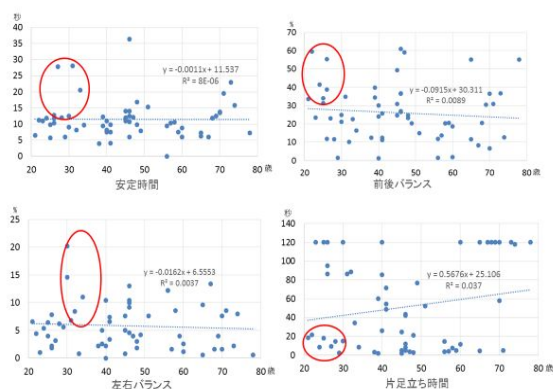 秒
40
35
30
25
20
15
10
5
0
y = -0.0011x + 11.537
R² = 8E-06
20 30 40 50 60 70 80 歳
安定時間
%
70
60
50
40
30
20
10
0
y = -0.0915x + 30.311
R² = 0.0089
20 30 40 50 60 70 80 歳
前後バランス
%
25
20
15
10
5
0
y = -0.0162x + 6.5553
R² = 0.0037
20 30 40 50 60 70 80 歳
左右バランス
秒
140
120
100
80
60
40
20
0
y = 0.5676x + 25.106
R² = 0.037
20 30 40 50 60 70 80 歳
片足立ち時間